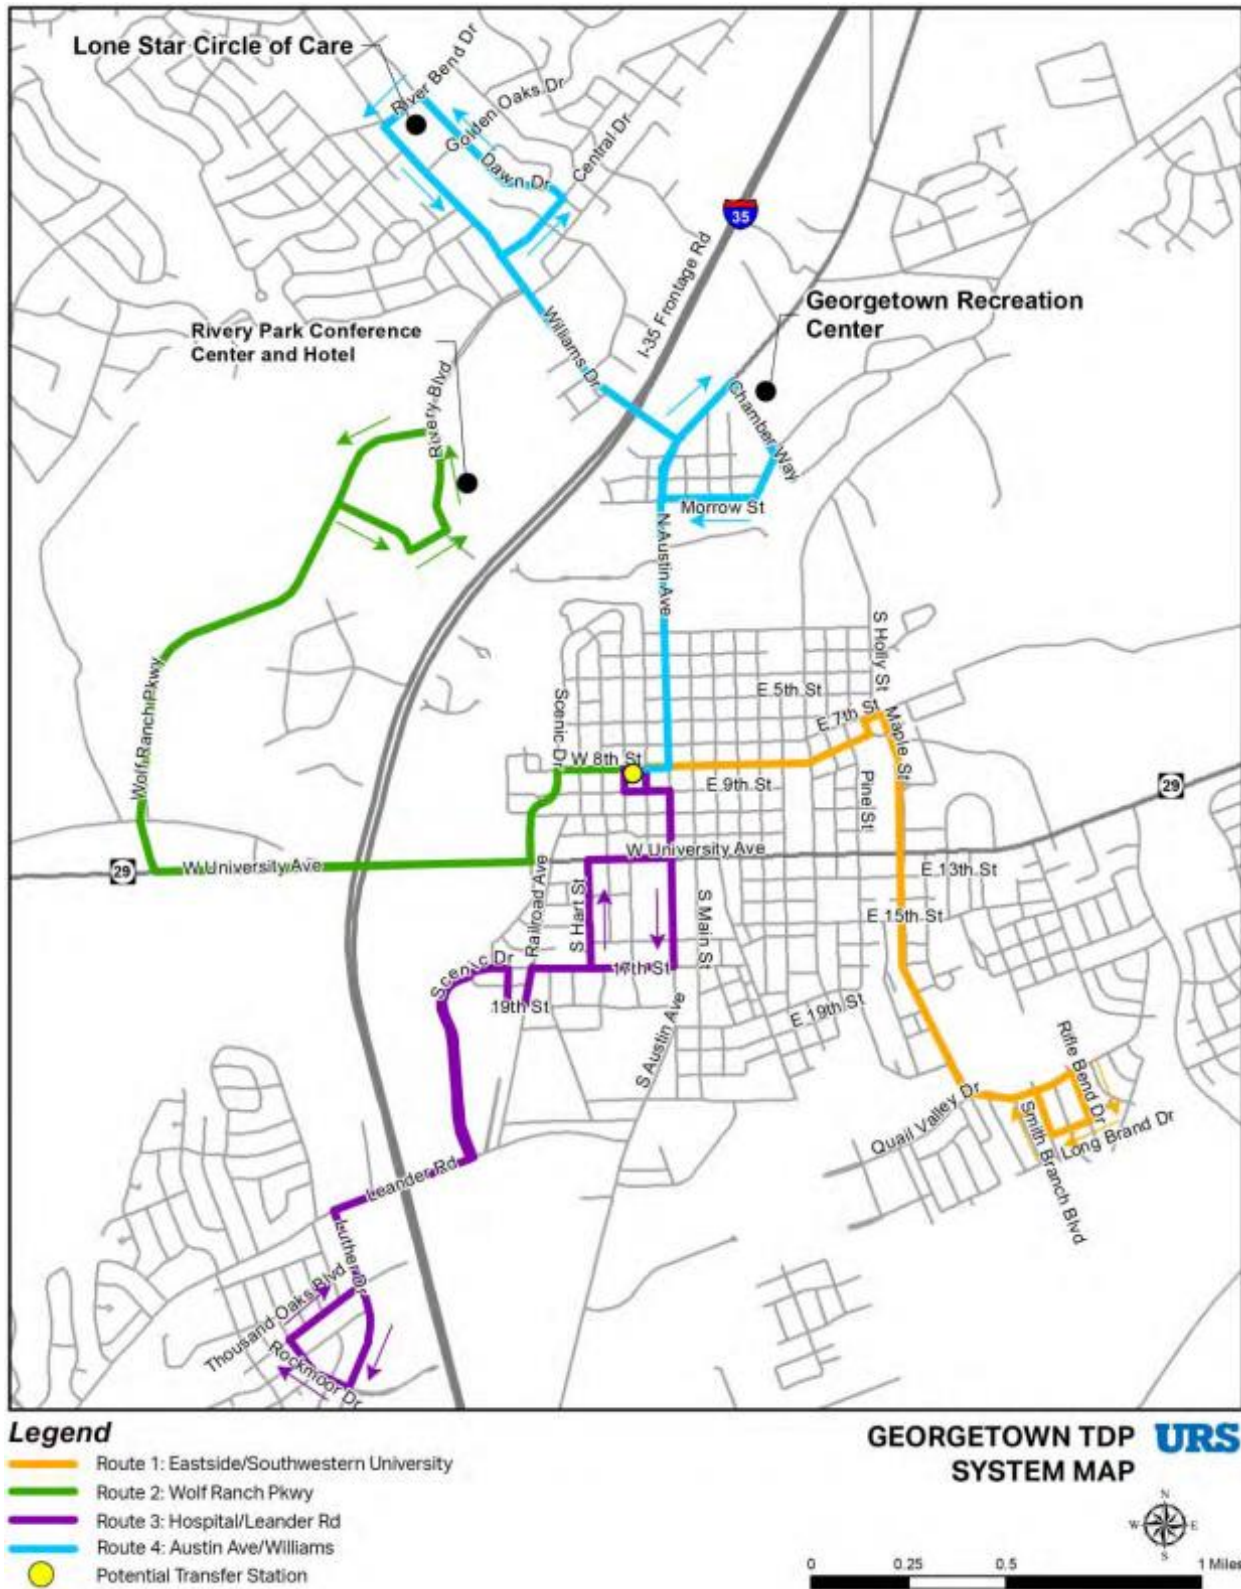 Lone Star Circle of Care
River Bend Dr
Golden Oaks Dr
Dawn Dr
Central Dr
35
I-35 Frontage Rd
Georgetown Recreation
Center
Rivery Park Conference
Center and Hotel
Williams Dr
Rivery Blvd
Chamber Way
Morrow St
N Austin Ave
S Holly St
E 5th St
E 7th St
Maple St
Scenic Dr
W 8th St
E 9th St
Pine St
Wolf Ranch Pkwy
29
29
W University Ave
W University Ave
E 13th St
E 15th St
Railroad Ave
S Hart St
S Main St
Scenic Dr
17th St
19th St
E 19th St
S Austin Ave
Rifle Bend Dr
Quail Valley Dr
Long Brand Dr
Smith Branch Blvd
Leander Rd
Luther Dr
Thousand Oaks Blvd
Rockmoor Dr
Legend
Route 1: Eastside/Southwestern University
Route 2: Wolf Ranch Pkwy
Route 3: Hospital/Leander Rd
Route 4: Austin Ave/Williams
Potential Transfer Station
GEORGETOWN TDP
SYSTEM MAP
URS
N
W E
S
0 0.25 0.5 1 Miles